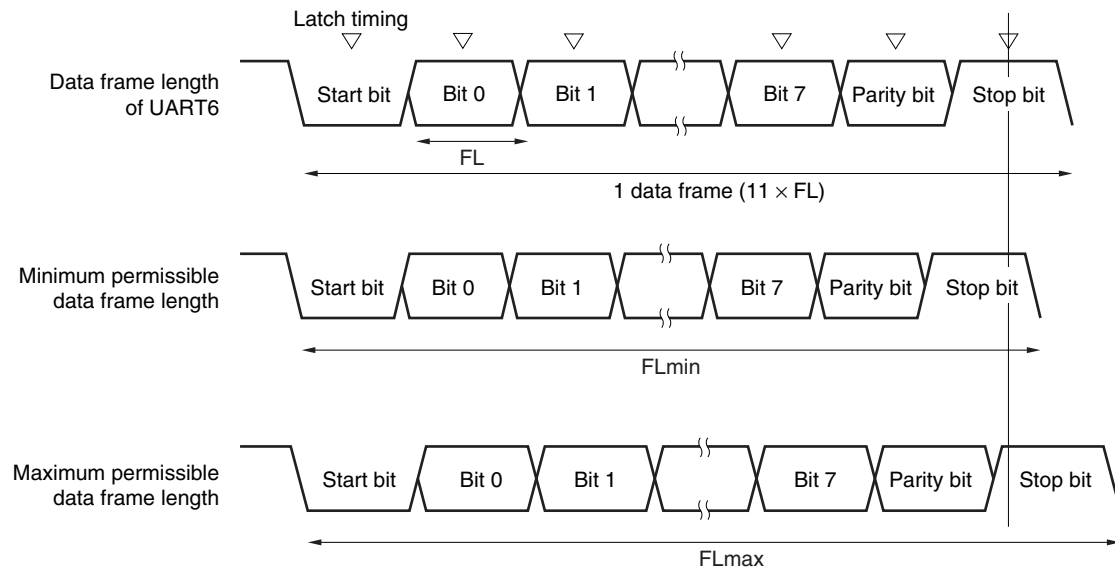 Latch timing
Data frame length
of UART6
Start bit
Bit 0
Bit 1
Bit 7
Parity bit
Stop bit
FL
1 data frame (11 × FL)
Minimum permissible
data frame length
Start bit
Bit 0
Bit 1
Bit 7
Parity bit
Stop bit
FLmin
Maximum permissible
data frame length
Start bit
Bit 0
Bit 1
Bit 7
Parity bit
Stop bit
FLmax